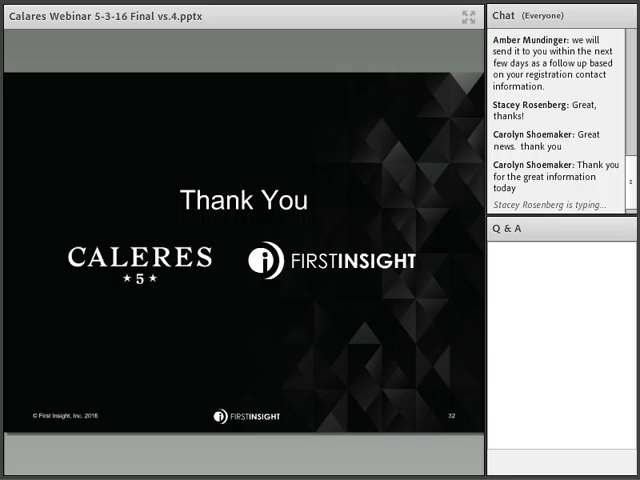 Calares Webinar 5-3-16 Final vs.4.pptx
Thank You
CALERES
★ 5 ★
FIRSTINSIGHT
© First Insight, Inc. 2016
FIRSTINSIGHT
32
Chat (Everyone)
Amber Mundinger: we will
send it to you within the next
few days as a follow up based
on your registration contact
information.
Stacey Rosenberg: Great,
thanks!
Carolyn Shoemaker: Great
news. thank you
Carolyn Shoemaker: Thank you
for the great information
today
Stacey Rosenberg is typing...
Q & A